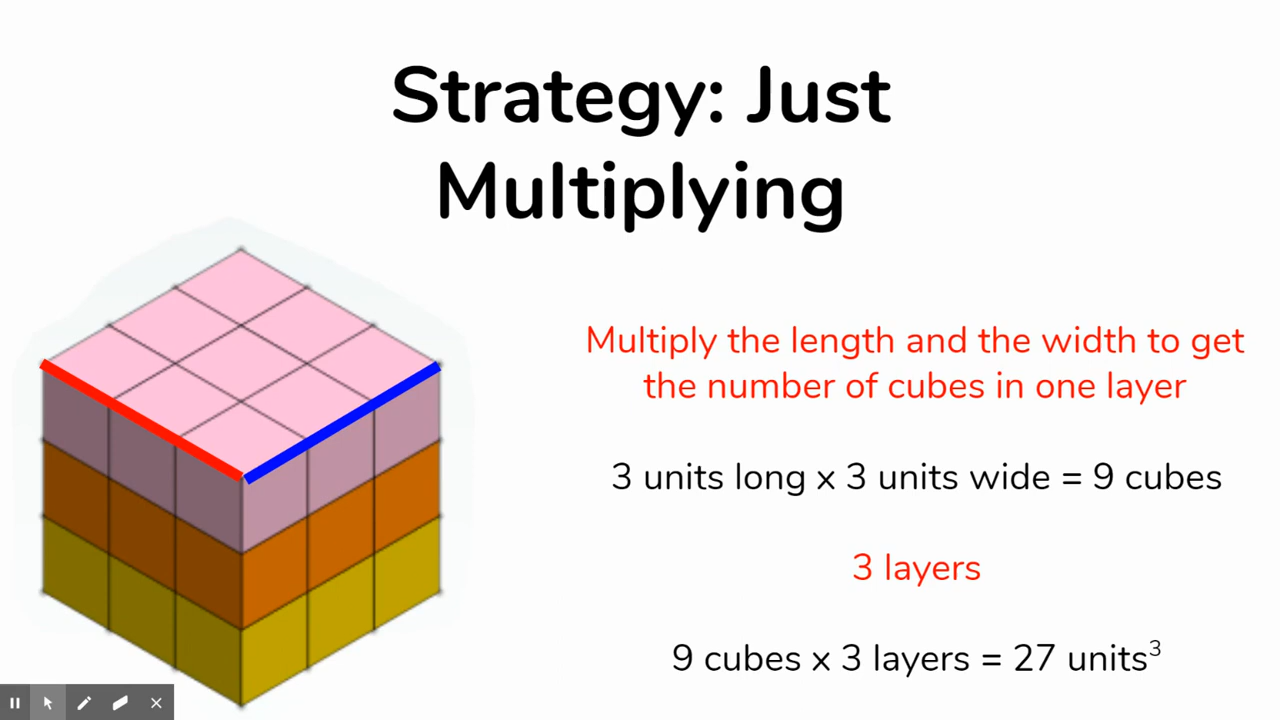 Strategy: Just
Multiplying
Multiply the length and the width to get
the number of cubes in one layer
3 units long x 3 units wide = 9 cubes
3 layers
9 cubes x 3 layers = 27 units³